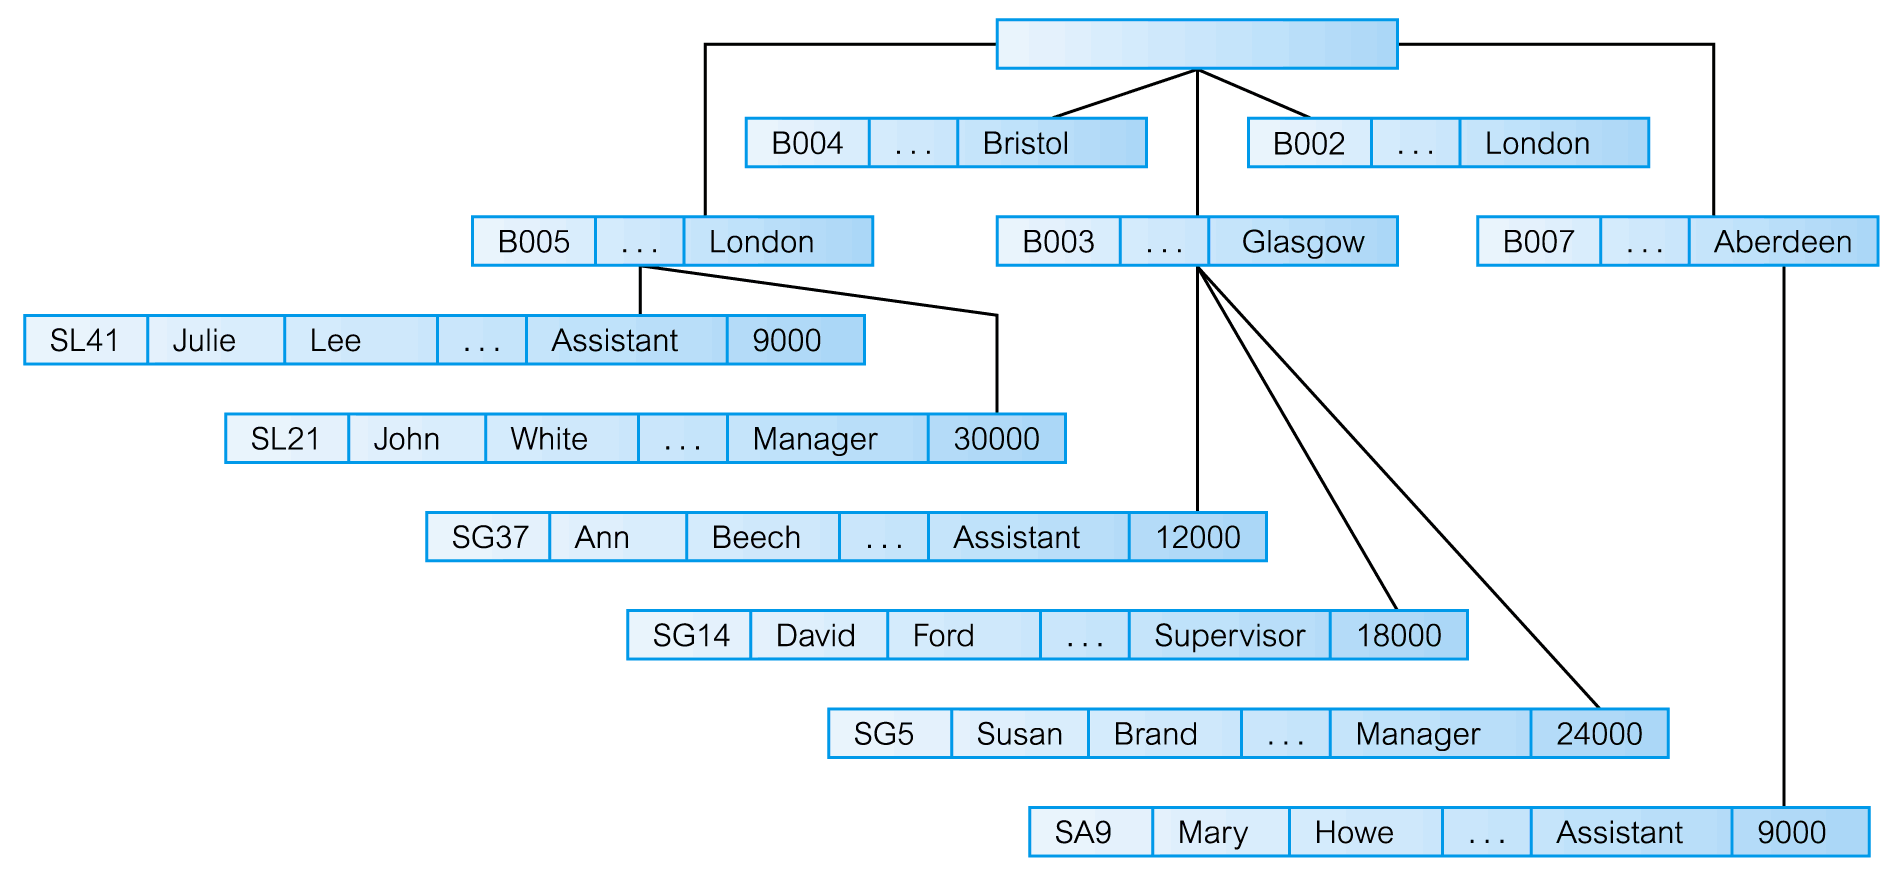 B004 ... Bristol
B002 ... London
B005 ... London
B003 ... Glasgow
B007 ... Aberdeen
SL41 Julie Lee ... Assistant 9000
SL21 John White ... Manager 30000
SG37 Ann Beech ... Assistant 12000
SG14 David Ford ... Supervisor 18000
SG5 Susan Brand ... Manager 24000
SA9 Mary Howe ... Assistant 9000